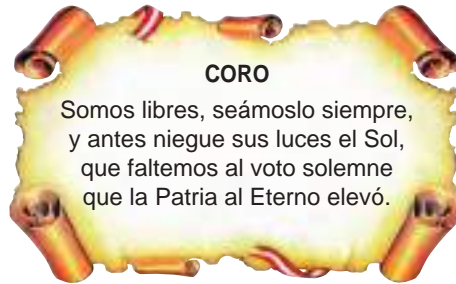 CORO
Somos libres, seámoslo siempre,
y antes niegue sus luces el Sol,
que faltemos al voto solemne
que la Patria al Eterno elevó.